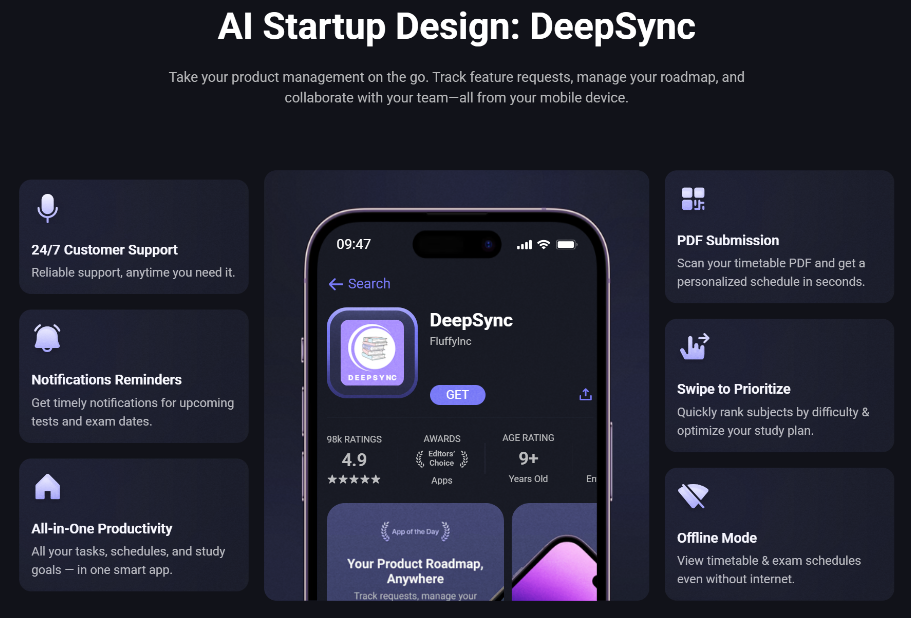 AI Startup Design: DeepSync
Take your product management on the go. Track feature requests, manage your roadmap, and
collaborate with your team—all from your mobile device.
24/7 Customer Support
Reliable support, anytime you need it.
Notifications Reminders
Get timely notifications for upcoming
tests and exam dates.
All-in-One Productivity
All your tasks, schedules, and study
goals — in one smart app.
09:47
Search
DEEPSYNC
DeepSync
FluffyInc
GET
98k RATINGS
4.9
AWARDS
Editors'
Choice
Apps
AGE RATING
9+
Years Old
En
App of the Day
Your Product Roadmap,
Anywhere
Track requests, manage your
PDF Submission
Scan your timetable PDF and get a
personalized schedule in seconds.
Swipe to Prioritize
Quickly rank subjects by difficulty &
optimize your study plan.
Offline Mode
View timetable & exam schedules
even without internet.